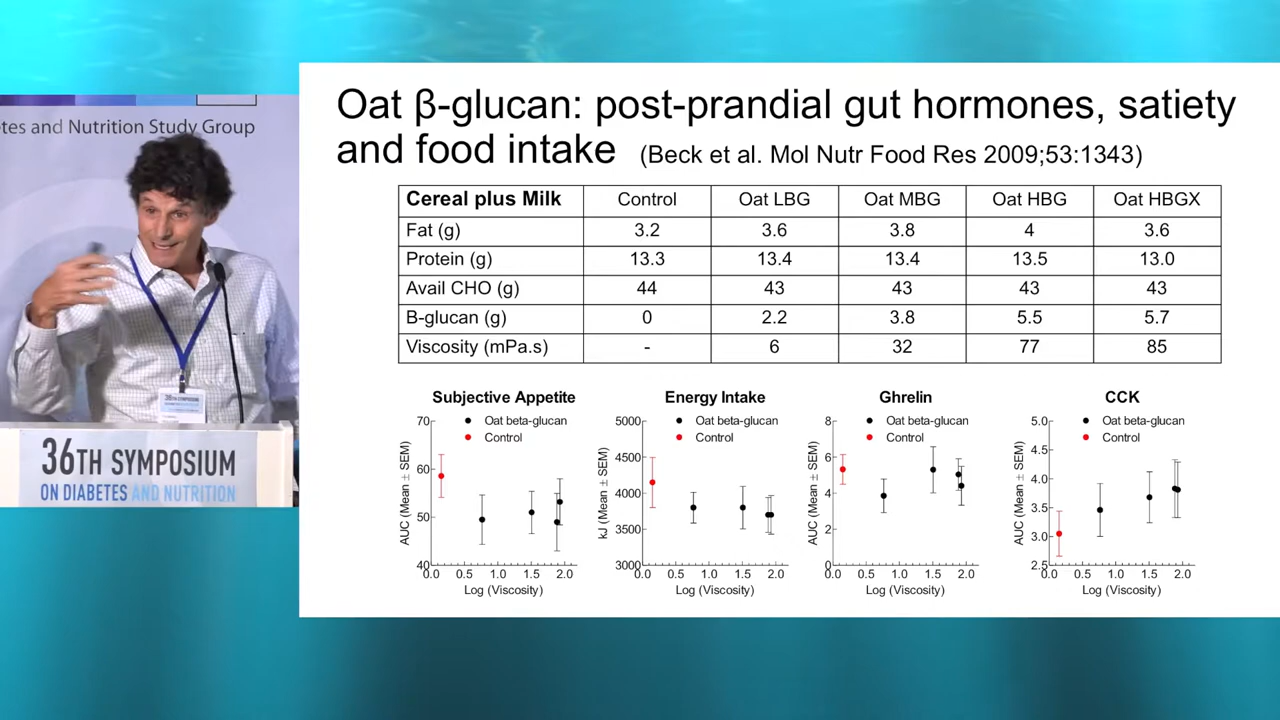 etes and Nutrition Study Group
36TH SYMPOSIUM
36TH SYMPOSIUM
ON DIABETES AND NUTRITION
Oat β-glucan: post-prandial gut hormones, satiety
and food intake (Beck et al. Mol Nutr Food Res 2009;53:1343)
Cereal plus Milk Control Oat LBG Oat MBG Oat HBG Oat HBGX
Fat (g) 3.2 3.6 3.8 4 3.6
Protein (g) 13.3 13.4 13.4 13.5 13.0
Avail CHO (g) 44 43 43 43 43
B-glucan (g) 0 2.2 3.8 5.5 5.7
Viscosity (mPa.s) - 6 32 77 85
Subjective Appetite
Oat beta-glucan
Control
AUC (Mean ± SEM)
70
60
50
40
0.0 0.5 1.0 1.5 2.0
Log (Viscosity)
Energy Intake
Oat beta-glucan
Control
kJ (Mean ± SEM)
5000
4500
4000
3500
3000
0.0 0.5 1.0 1.5 2.0
Log (Viscosity)
Ghrelin
Oat beta-glucan
Control
AUC (Mean ± SEM)
8
6
4
2
0
0.0 0.5 1.0 1.5 2.0
Log (Viscosity)
CCK
Oat beta-glucan
Control
AUC (Mean ± SEM)
5.0
4.5
4.0
3.5
3.0
2.5
0.0 0.5 1.0 1.5 2.0
Log (Viscosity)